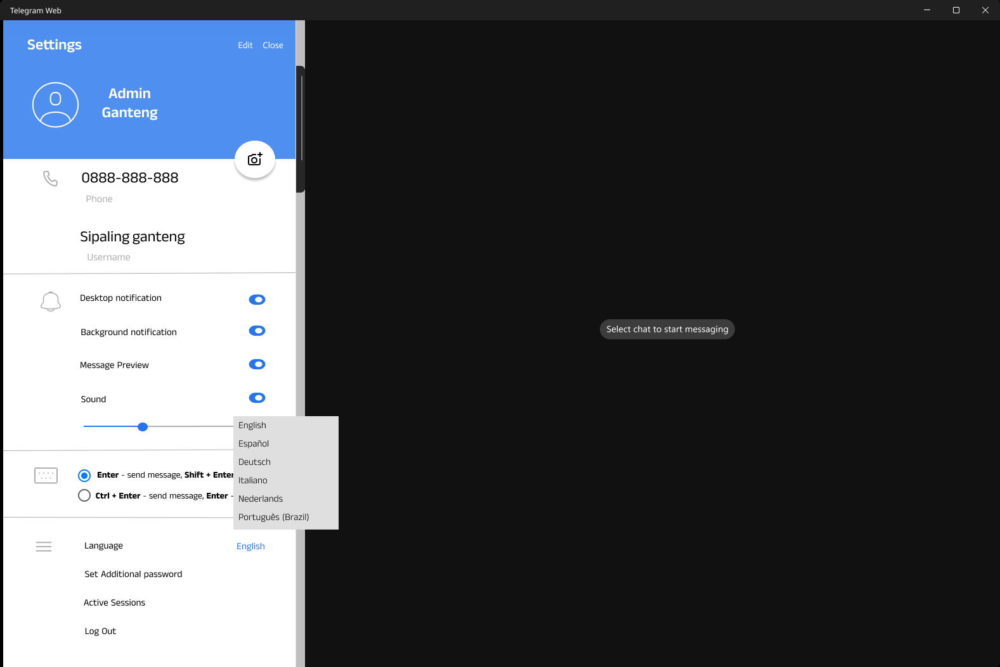 Telegram Web
Settings
Edit
Close
Admin
Ganteng
0888-888-888
Phone
Sipaling ganteng
Username
Desktop notification
Background notification
Message Preview
Sound
Enter - send message, Shift + Enter
Ctrl + Enter - send message, Enter -
English
Español
Deutsch
Italiano
Nederlands
Português (Brazil)
Language
English
Set Additional password
Active Sessions
Log Out
Select chat to start messaging